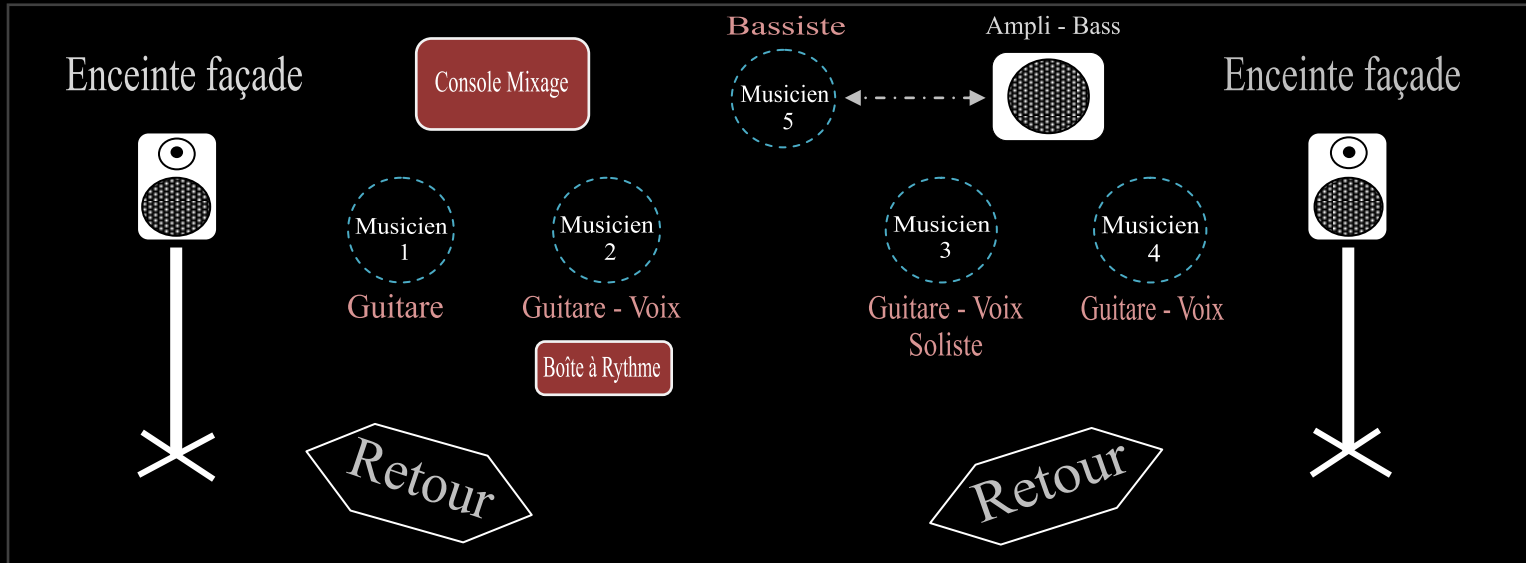 Bassiste
Ampli - Bass
Enceinte façade
Console Mixage
Enceinte façade
Musicien
5
Musicien
1
Musicien
2
Musicien
3
Musicien
4
Guitare
Guitare - Voix
Guitare - Voix
Soliste
Guitare - Voix
Boîte à Rythme
Retour
Retour